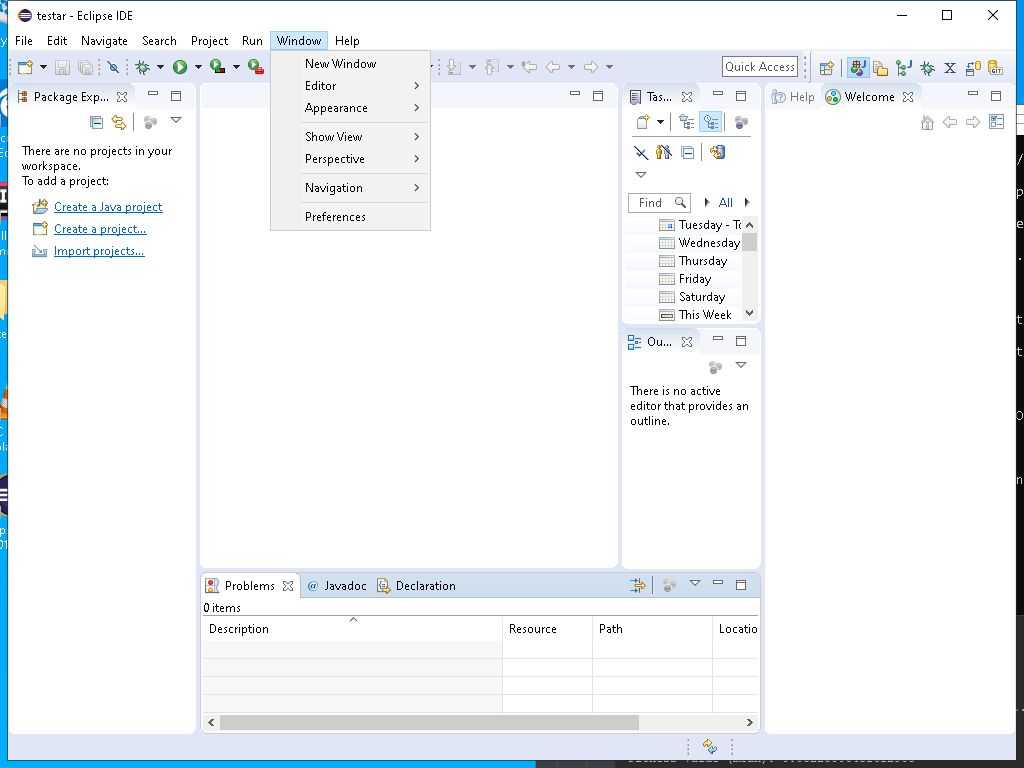 testar - Eclipse IDE
File Edit Navigate Search Project Run Window Help
Quick Access
New Window
Editor
Appearance
Show View
Perspective
Navigation
Preferences
Package Exp...
There are no projects in your
workspace.
To add a project:
Create a Java project
Create a project...
Import projects...
Tas...
Find
All
Tuesday - To
Wednesday
Thursday
Friday
Saturday
This Week
Ou...
There is no active
editor that provides an
outline.
Help Welcome
Problems @ Javadoc Declaration
0 items
Description Resource Path Locatio